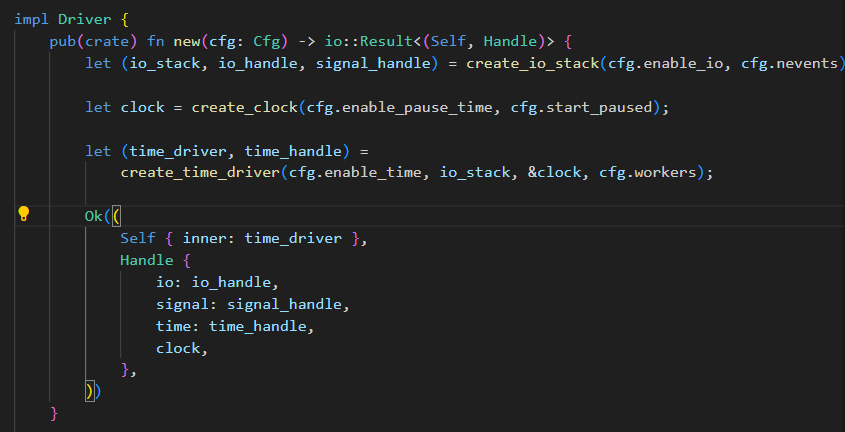 impl Driver {
pub(crate) fn new(cfg: Cfg) -> io::Result<(Self, Handle)> {
let (io_stack, io_handle, signal_handle) = create_io_stack(cfg.enable_io, cfg.nevents)
let clock = create_clock(cfg.enable_pause_time, cfg.start_paused);
let (time_driver, time_handle) =
create_time_driver(cfg.enable_time, io_stack, &clock, cfg.workers);
Ok((
Self { inner: time_driver },
Handle {
io: io_handle,
signal: signal_handle,
time: time_handle,
clock,
},
))
}